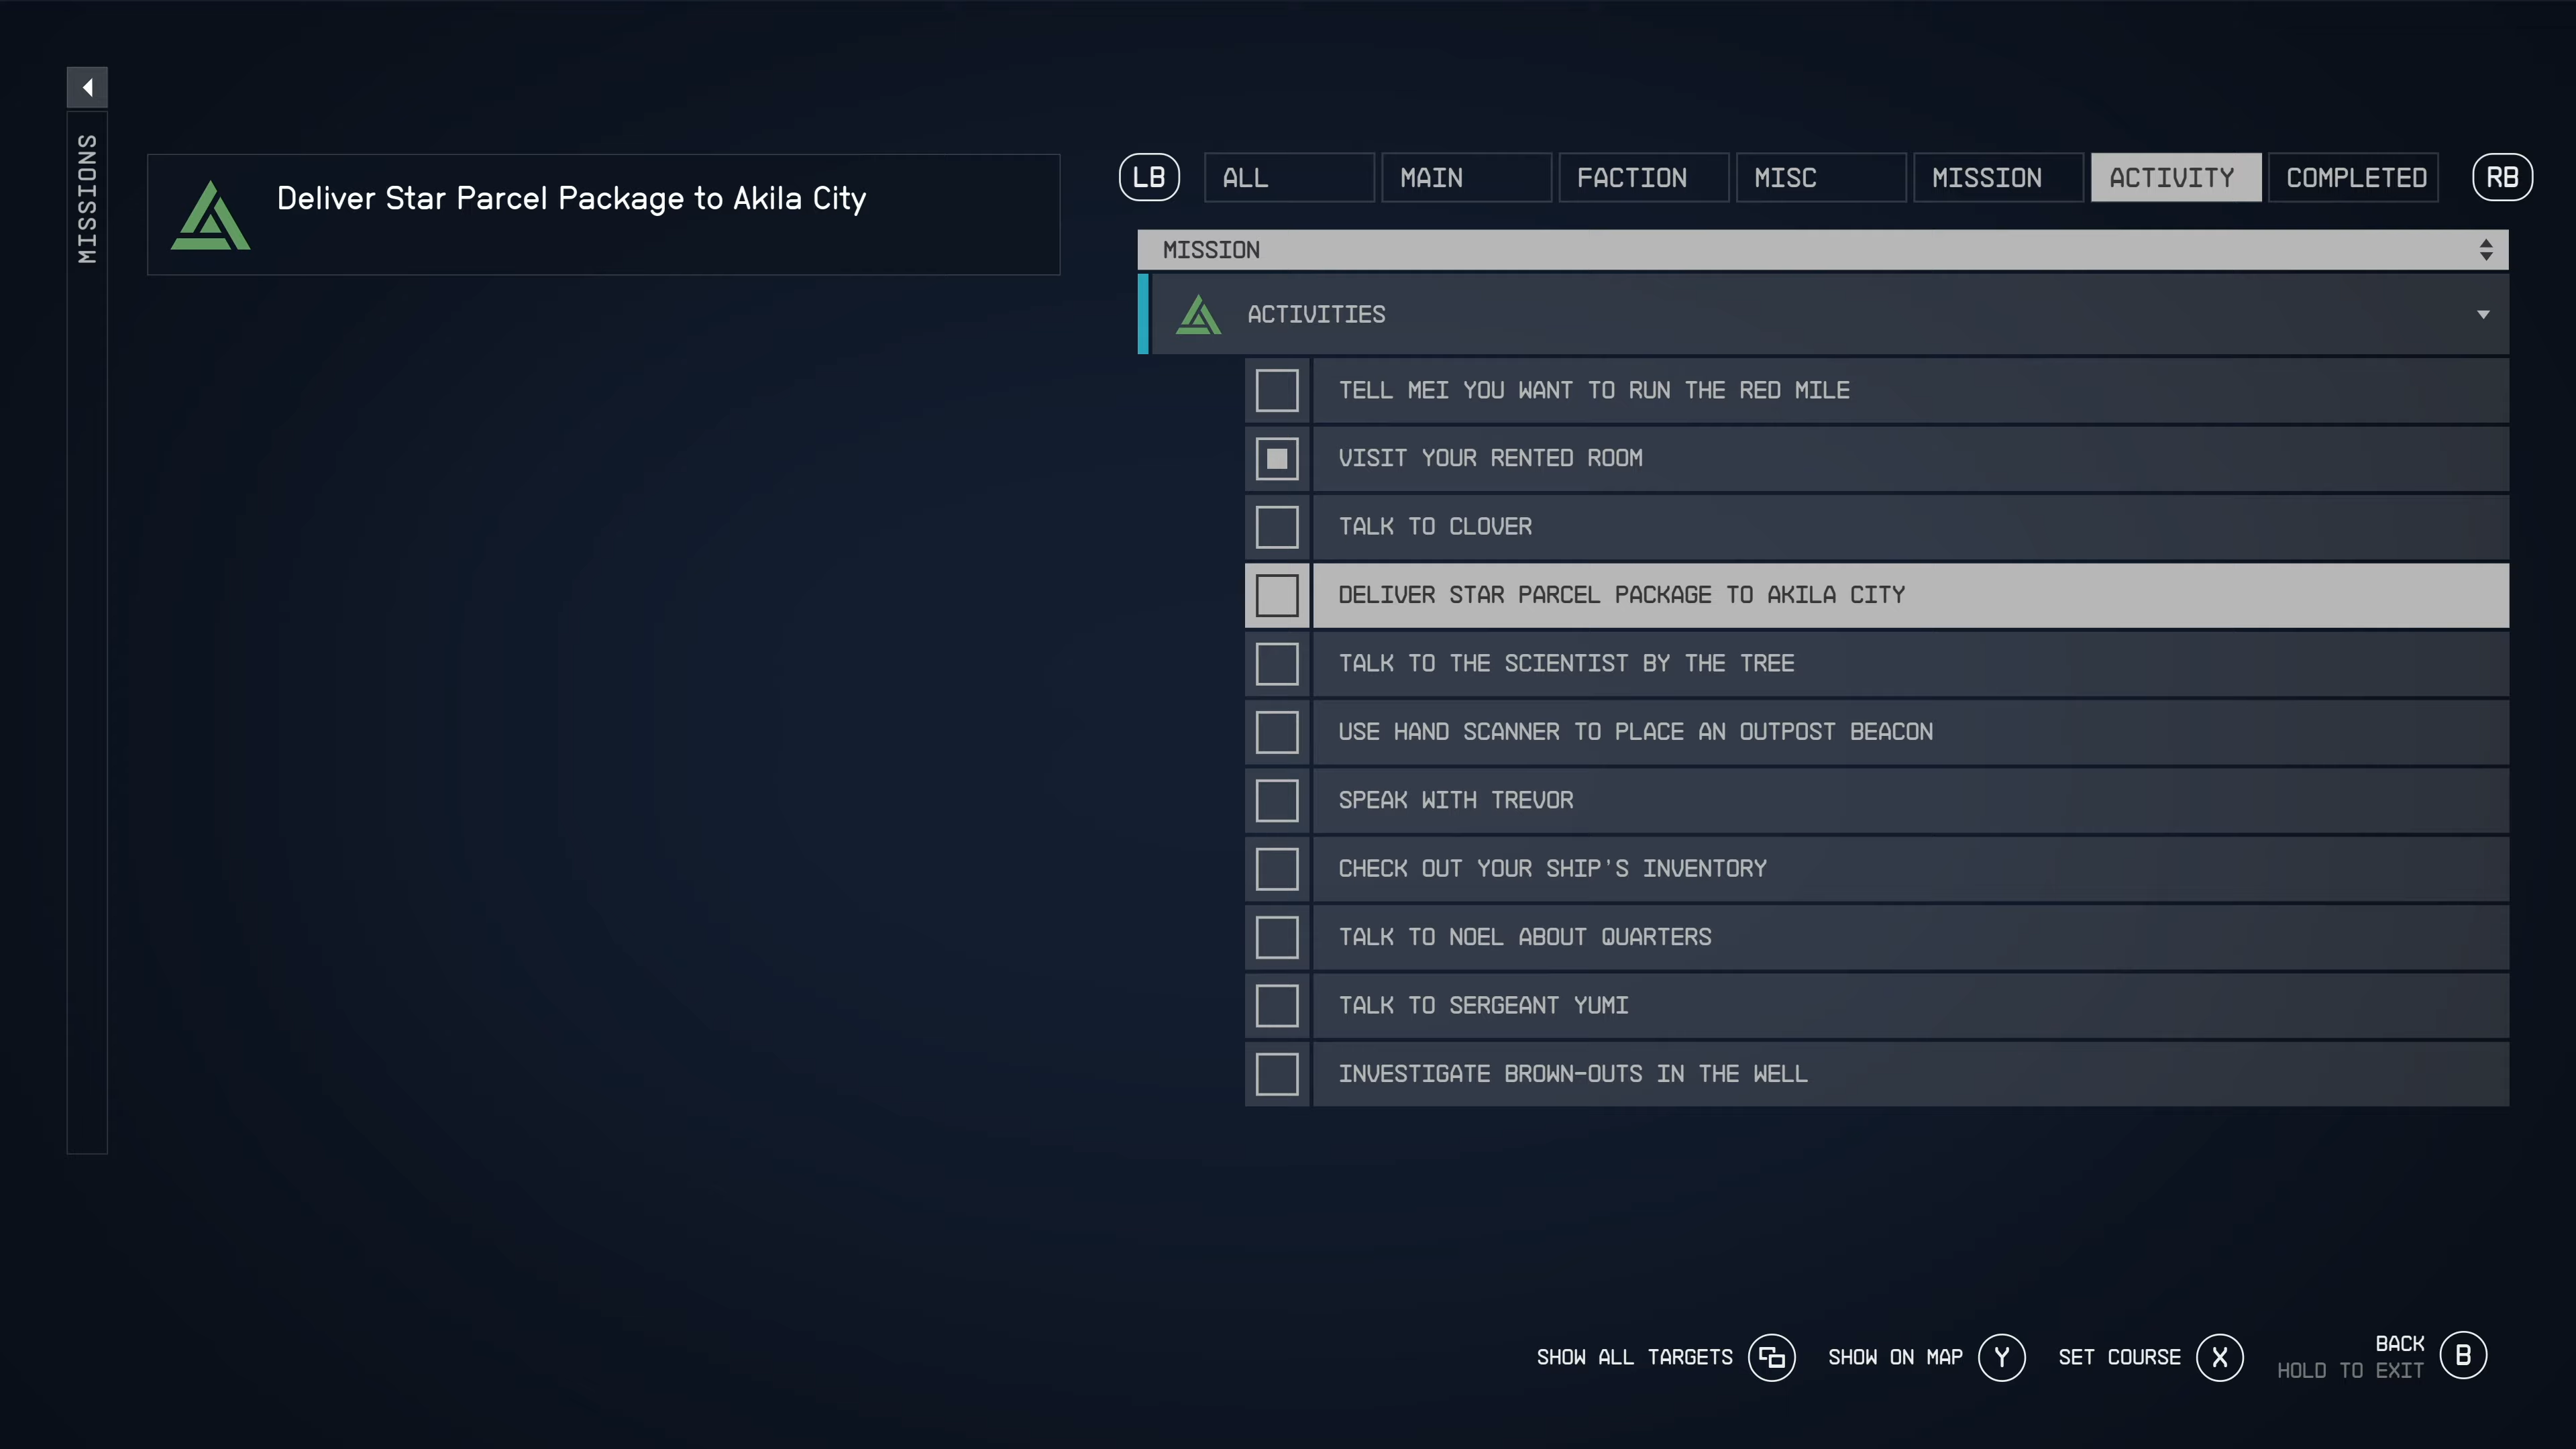 MISSIONS
Deliver Star Parcel Package to Akila City
LB ALL MAIN FACTION MISC MISSION ACTIVITY COMPLETED RB
MISSION
ACTIVITIES
TELL MEI YOU WANT TO RUN THE RED MILE
VISIT YOUR RENTED ROOM
TALK TO CLOVER
DELIVER STAR PARCEL PACKAGE TO AKILA CITY
TALK TO THE SCIENTIST BY THE TREE
USE HAND SCANNER TO PLACE AN OUTPOST BEACON
SPEAK WITH TREVOR
CHECK OUT YOUR SHIP'S INVENTORY
TALK TO NOEL ABOUT QUARTERS
TALK TO SERGEANT YUMI
INVESTIGATE BROWN-OUTS IN THE WELL
SHOW ALL TARGETS SHOW ON MAP Y SET COURSE X BACK B
HOLD TO EXIT